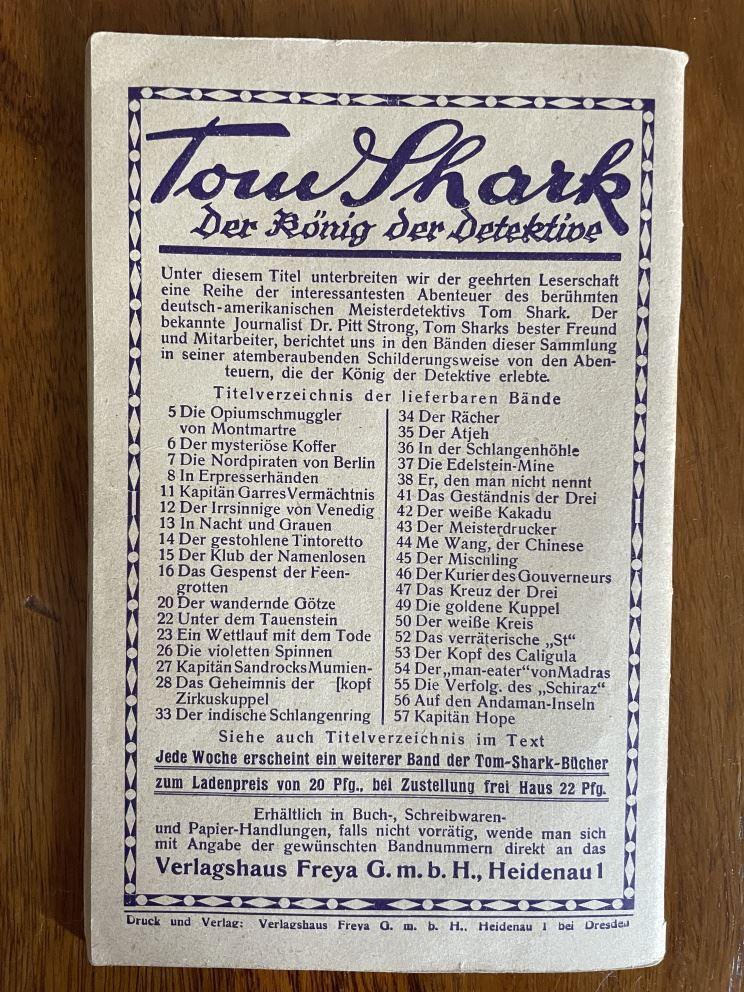 Tom Shark
Der König der Detektive
Unter diesem Titel unterbreiten wir der geehrten Leserschaft
eine Reihe der interessantesten Abenteuer des berühmten
deutsch-amerikanischen Meisterdetektivs Tom Shark. Der
bekannte Journalist Dr. Pitt Strong, Tom Sharks bester Freund
und Mitarbeiter, berichtet uns in den Bänden dieser Sammlung
in seiner atemberaubenden Schilderungsweise von den Aben-
teuern, die der König der Detektive erlebte.
Titelverzeichnis der lieferbaren Bände
5 Die Opiumschmuggler
von Montmartre
6 Der mysteriöse Koffer
7 Die Nordpiraten von Berlin
8 In Erpresserhänden
11 Kapitän Garres Vermächtnis
12 Der Irrsinnige von Venedig
13 In Nacht und Grauen
14 Der gestohlene Tintoretto
15 Der Klub der Namenlosen
16 Das Gespenst der Feen-
grotten
20 Der wandernde Götze
22 Unter dem Tauenstein
23 Ein Wettlauf mit dem Tode
26 Die violetten Spinnen
27 Kapitän Sandrocks Mumien-
28 Das Geheimnis der [kopf
Zirkuskuppel
33 Der indische Schlangenring
34 Der Rächer
35 Der Atjeh
36 In der Schlangenhöhle
37 Die Edelstein-Mine
38 Er, den man nicht nennt
41 Das Geständnis der Drei
42 Der weiße Kakadu
43 Der Meisterdrucker
44 Me Wang, der Chinese
45 Der Mischling
46 Der Kurier des Gouverneurs
47 Das Kreuz der Drei
49 Die goldene Kuppel
50 Der weiße Kreis
52 Das verräterische „St“
53 Der Kopf des Caligula
54 Der „man-eater“ von Madras
55 Die Verfolg. des „Schiraz“
56 Auf den Andaman-Inseln
57 Kapitän Hope
Siehe auch Titelverzeichnis im Text
Jede Woche erscheint ein weiterer Band der Tom-Shark-Bücher
zum Ladenpreis von 20 Pfg., bei Zustellung frei Haus 22 Pfg.
Erhältlich in Buch-, Schreibwaren-
und Papier-Handlungen, falls nicht vorrätig, wende man sich
mit Angabe der gewünschten Bandnummern direkt an das
Verlagshaus Freya G. m. b. H., Heidenau 1
Druck und Verlag: Verlagshaus Freya G. m. b. H., Heidenau 1 bei Dresden